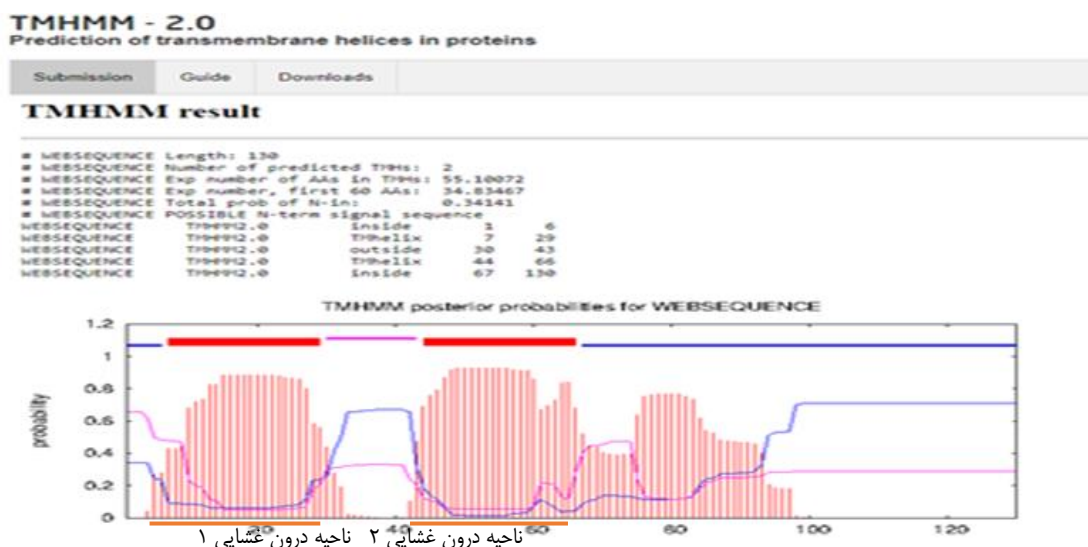 TMHMM - 2.0
Prediction of transmembrane helices in proteins
Submission Guide Downloads
TMHMM result
# WEBSEQUENCE Length: 130
# WEBSEQUENCE Number of predicted TMHs: 2
# WEBSEQUENCE Exp number of AAs in TMHs: 55.10072
# WEBSEQUENCE Exp number, first 60 AAs: 34.83467
# WEBSEQUENCE Total prob of N-in: 0.34141
# WEBSEQUENCE POSSIBLE N-term signal sequence
WEBSEQUENCE TMHMM2.0 inside 1 6
WEBSEQUENCE TMHMM2.0 TMhelix 7 29
WEBSEQUENCE TMHMM2.0 outside 30 43
WEBSEQUENCE TMHMM2.0 TMhelix 44 66
WEBSEQUENCE TMHMM2.0 inside 67 130
TMHMM posterior probabilities for WEBSEQUENCE
1.2
1
0.8
0.6
0.4
0.2
0
probability
20 40 60 80 100 120
ناحیه درون غشایی ۱
ناحیه درون غشایی ۲